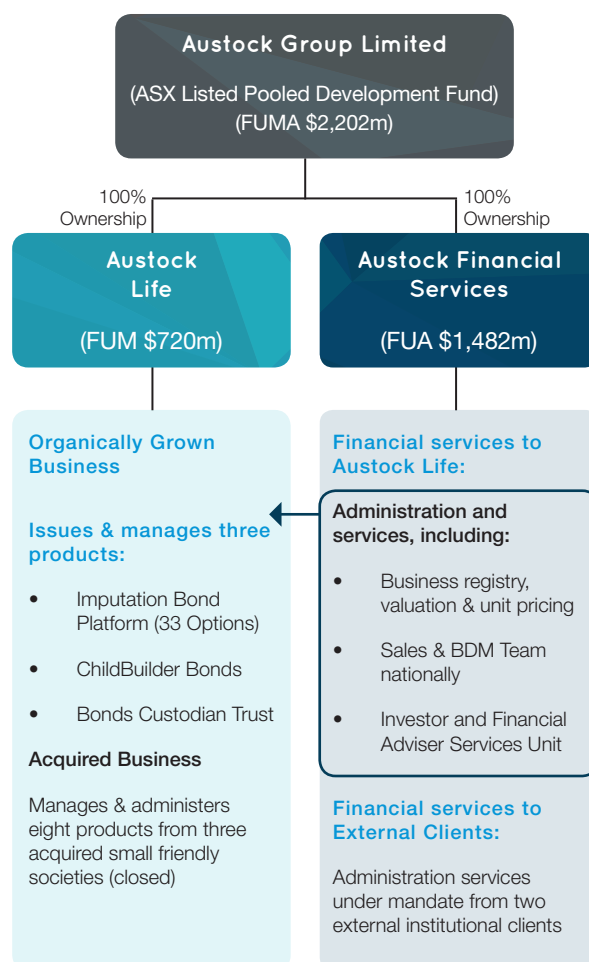 Austock Group Limited
(ASX Listed Pooled Development Fund)
(FUMA $2,202m)
100%
Ownership
100%
Ownership
Austock
Life
(FUM $720m)
Austock Financial
Services
(FUA $1,482m)
Organically Grown
Business
Issues & manages three
products:
• Imputation Bond
Platform (33 Options)
• ChildBuilder Bonds
• Bonds Custodian Trust
Acquired Business
Manages & administers
eight products from three
acquired small friendly
societies (closed)
Financial services to
Austock Life:
Administration and
services, including:
• Business registry,
valuation & unit pricing
• Sales & BDM Team
nationally
• Investor and Financial
Adviser Services Unit
Financial services to
External Clients:
Administration services
under mandate from two
external institutional clients